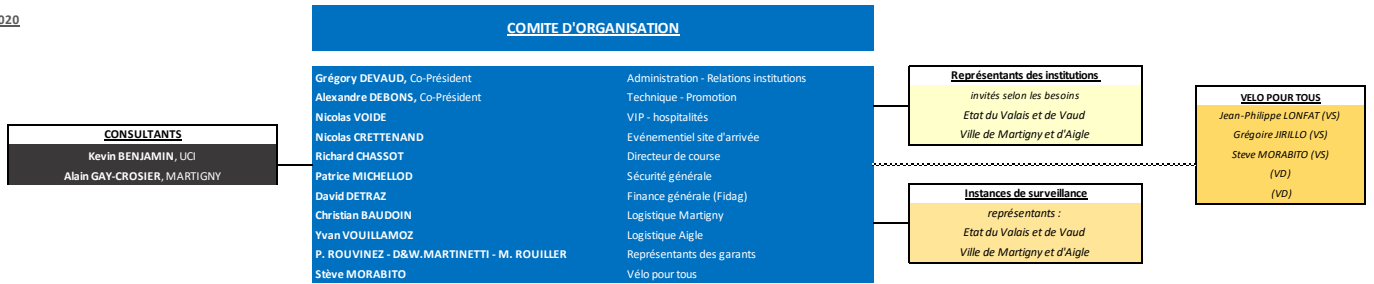 020
COMITE D'ORGANISATION
Grégory DEVAUD, Co-Président Administration - Relations institutions
Alexandre DEBONS, Co-Président Technique - Promotion
Nicolas VOIDE VIP - hospitalités
Nicolas CRETTENAND Evénementiel site d'arrivée
Richard CHASSOT Directeur de course
Patrice MICHELLOD Sécurité générale
David DETRAZ Finance générale (Fidag)
Christian BAUDOIN Logistique Martigny
Yvan VOUILLAMOZ Logistique Aigle
P. ROUVINEZ - D&W.MARTINETTI - M. ROUILLER Représentants des garants
Stève MORABITO Vélo pour tous
CONSULTANTS
Kevin BENJAMIN, UCI
Alain GAY-CROSIER, MARTIGNY
Représentants des institutions
invités selon les besoins
Etat du Valais et de Vaud
Ville de Martigny et d'Aigle
Instances de surveillance
représentants :
Etat du Valais et de Vaud
Ville de Martigny et d'Aigle
VELO POUR TOUS
Jean-Philippe LONFAT (VS)
Grégoire JIRILLO (VS)
Steve MORABITO (VS)
(VD)
(VD)